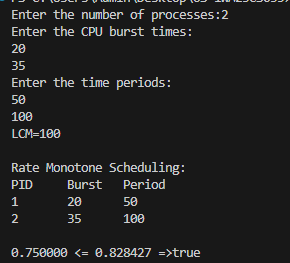 Enter the number of processes:2
Enter the CPU burst times:
20
35
Enter the time periods:
50
100
LCM=100
Rate Monotone Scheduling:
PID Burst Period
1 20 50
2 35 100
0.750000 <= 0.828427 =>true